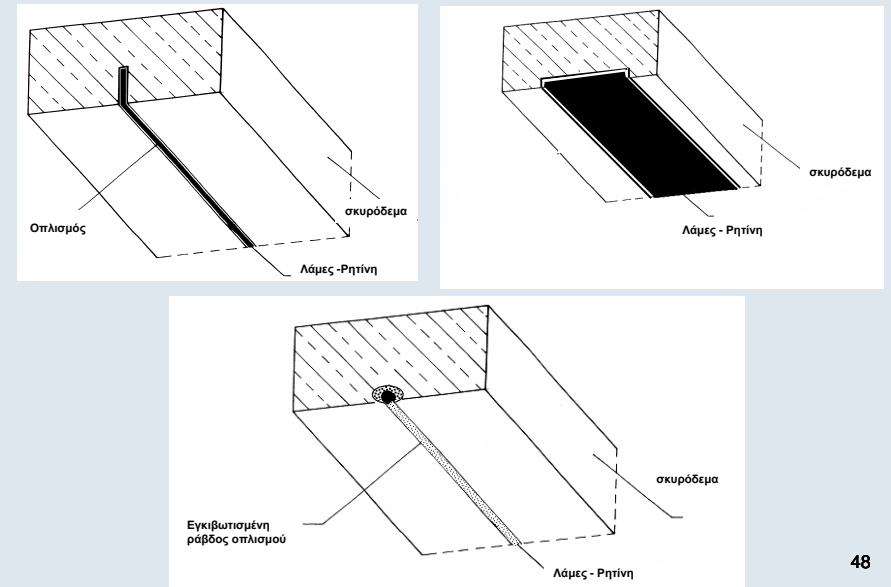 Οπλισμός
σκυρόδεμα
Λάμες -Ρητίνη
σκυρόδεμα
Λάμες - Ρητίνη
σκυρόδεμα
Εγκιβωτισμένη
ράβδος οπλισμού
Λάμες - Ρητίνη
48